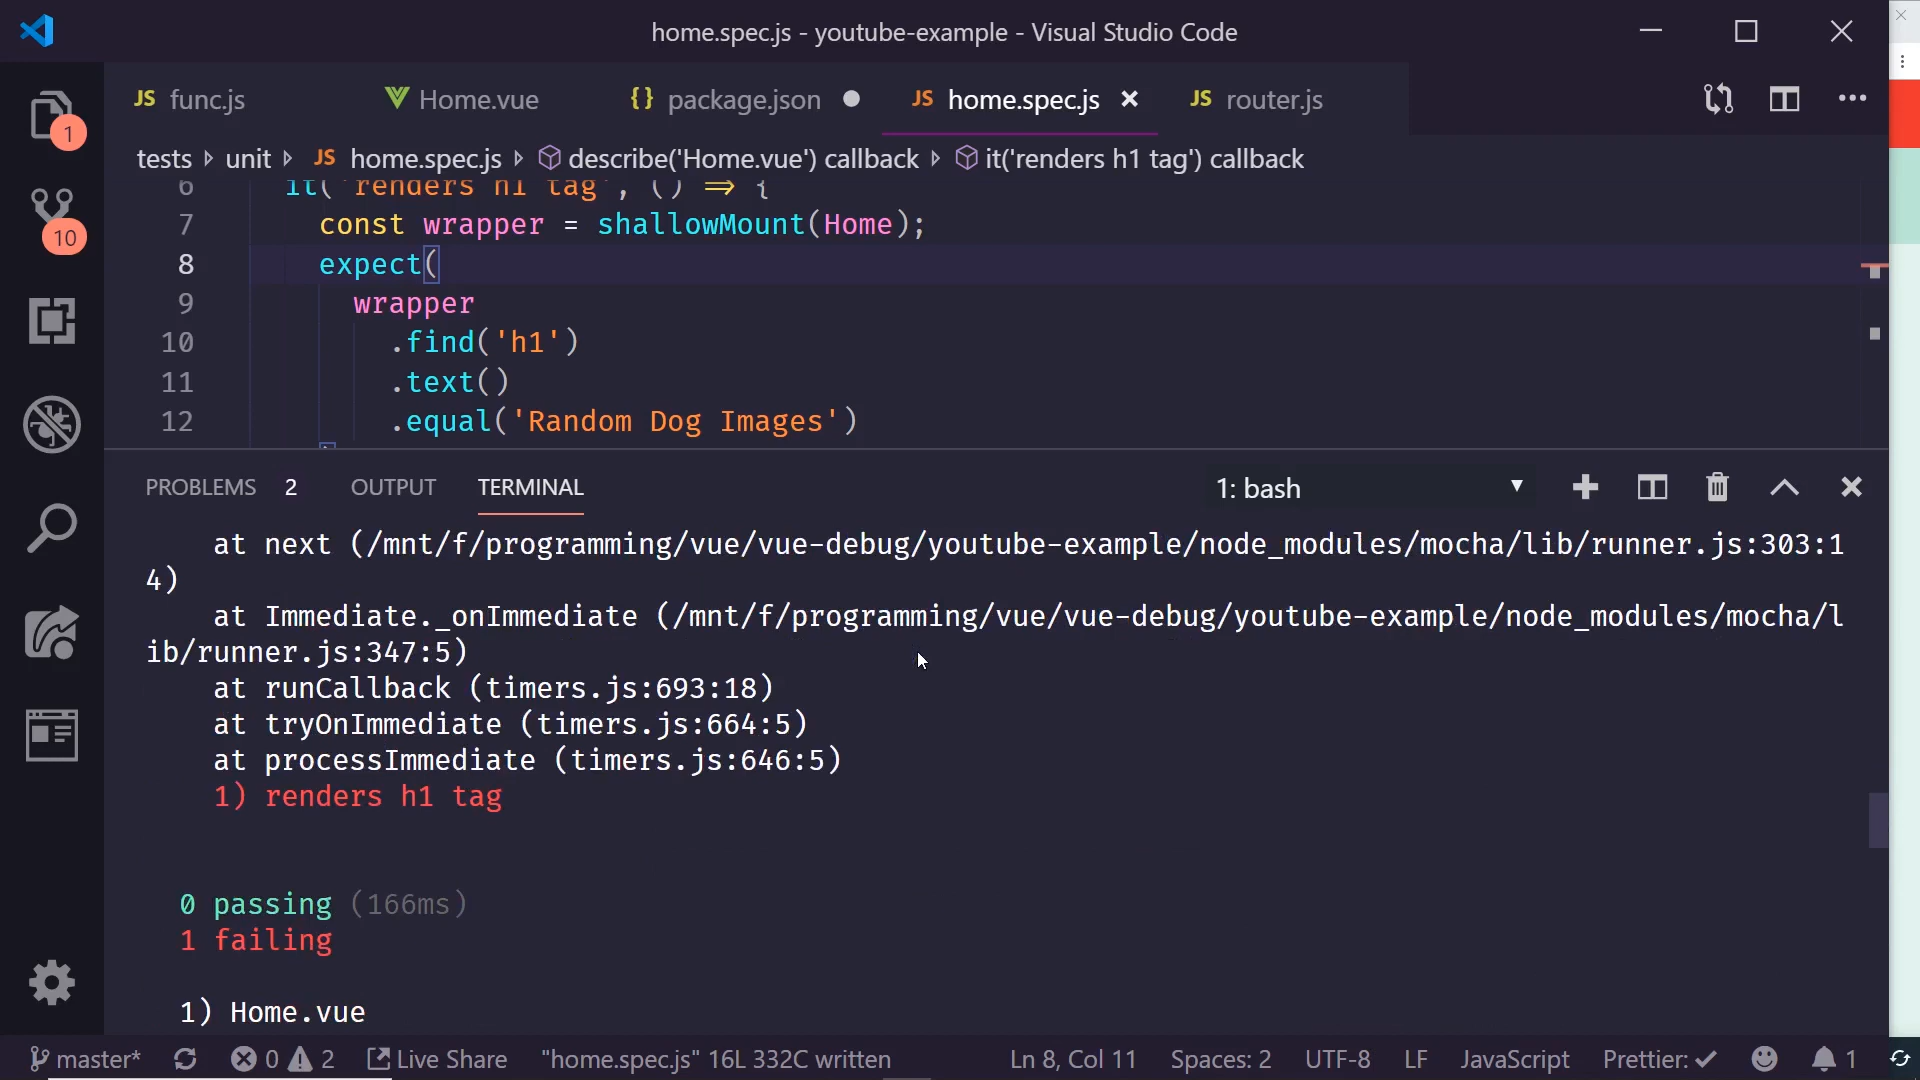 home.spec.js - youtube-example - Visual Studio Code
JS func.js Home.vue {} package.json JS home.spec.js JS router.js
tests unit JS home.spec.js describe('Home.vue') callback it('renders h1 tag') callback
6 it('renders h1 tag', () => {
7 const wrapper = shallowMount(Home);
8 expect(
9 wrapper
10 .find('h1')
11 .text()
12 .equal('Random Dog Images')
1
10
PROBLEMS 2 OUTPUT TERMINAL 1: bash
at next (/mnt/f/programming/vue/vue-debug/youtube-example/node_modules/mocha/lib/runner.js:303:1
4)
at Immediate._onImmediate (/mnt/f/programming/vue/vue-debug/youtube-example/node_modules/mocha/l
ib/runner.js:347:5)
at runCallback (timers.js:693:18)
at tryOnImmediate (timers.js:664:5)
at processImmediate (timers.js:646:5)
1) renders h1 tag
0 passing (166ms)
1 failing
1) Home.vue
master* 0 2 Live Share "home.spec.js" 16L 332C written Ln 8, Col 11 Spaces: 2 UTF-8 LF JavaScript Prettier: ✓ 1